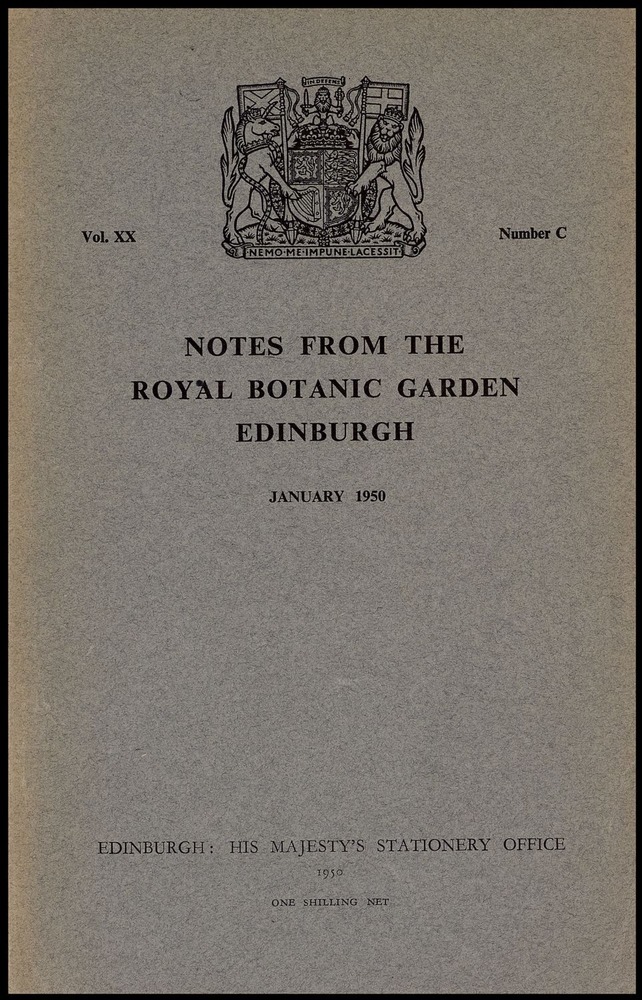 IN DEFENS
Vol. XX
Number C
NEMO·ME·IMPUNE·LACESSIT
NOTES FROM THE
ROYAL BOTANIC GARDEN
EDINBURGH
JANUARY 1950
EDINBURGH: HIS MAJESTY'S STATIONERY OFFICE
1950
ONE SHILLING NET